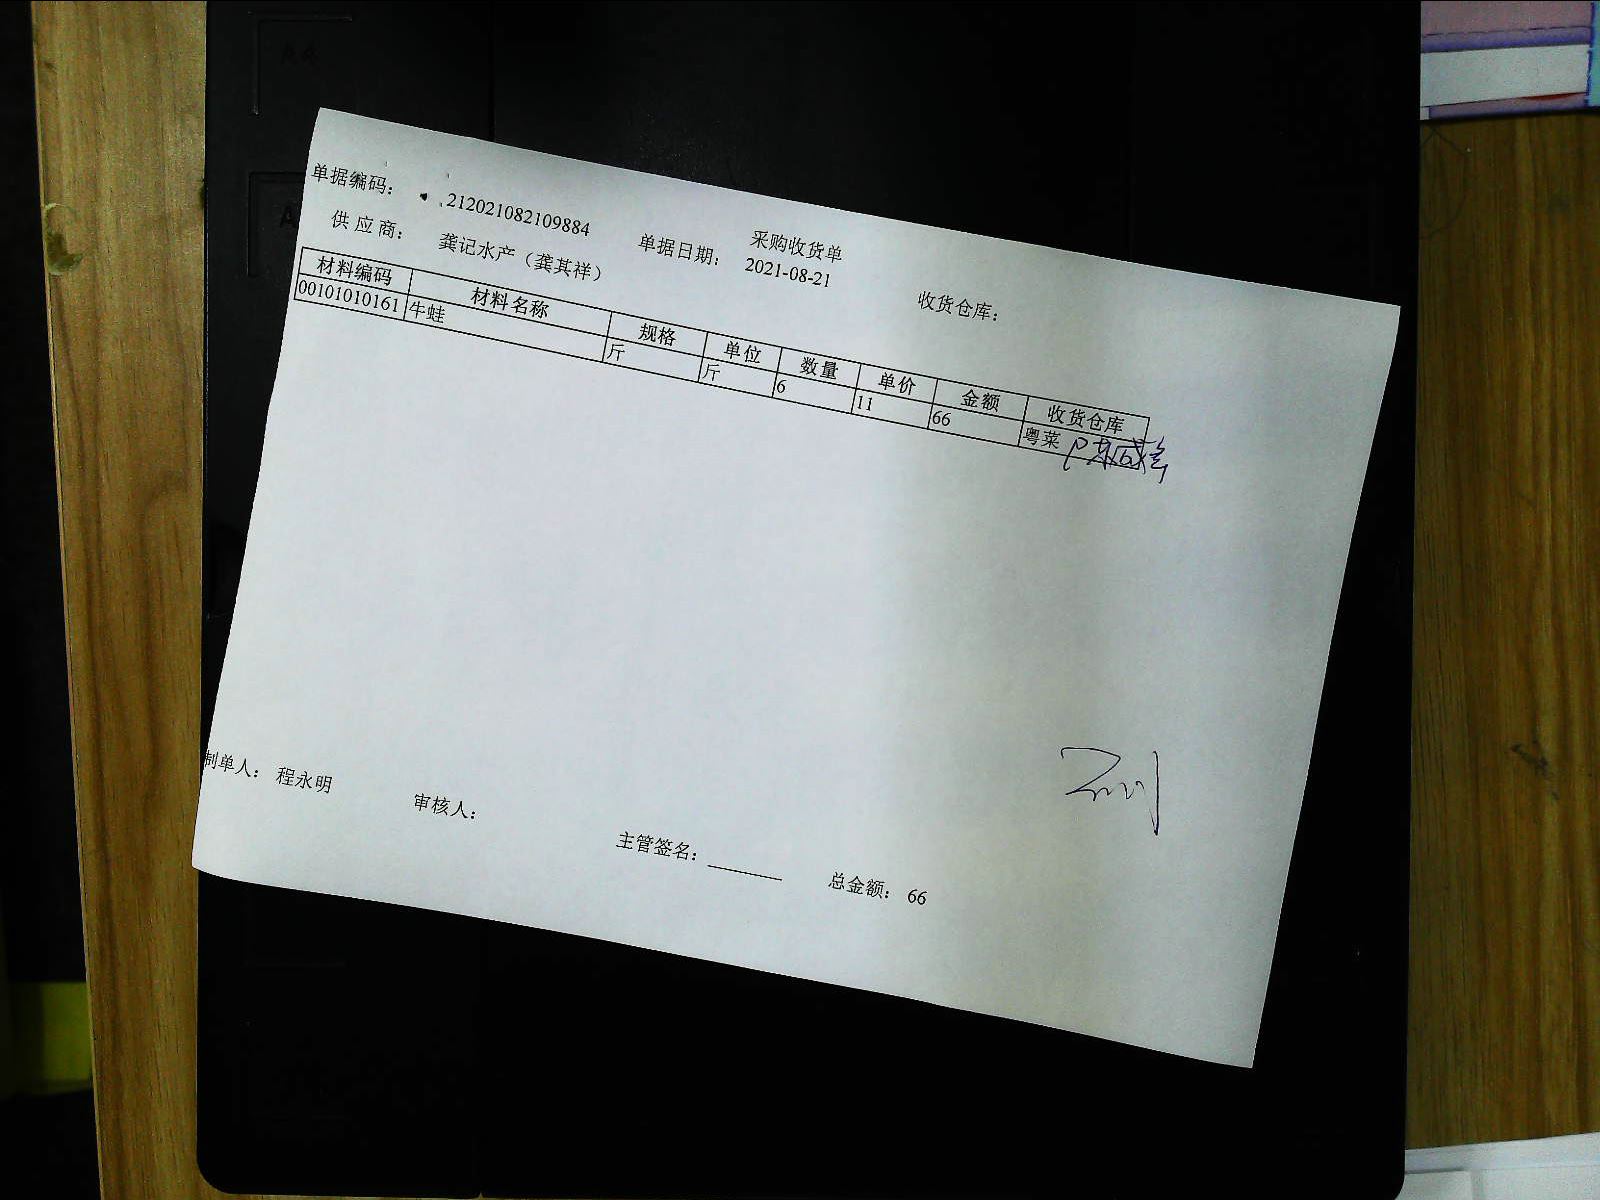 采购收货单
单据编码： 212021082109884 单据日期： 2021-08-21 收货仓库：
供应商： 龚记水产（龚其祥）
材料编码 材料名称 规格 单位 数量 单价 金额 收货仓库
00101010161 牛蛙 斤 斤 6 11 66 粤菜
制单人： 程永明 审核人： 主管签名： 总金额： 66